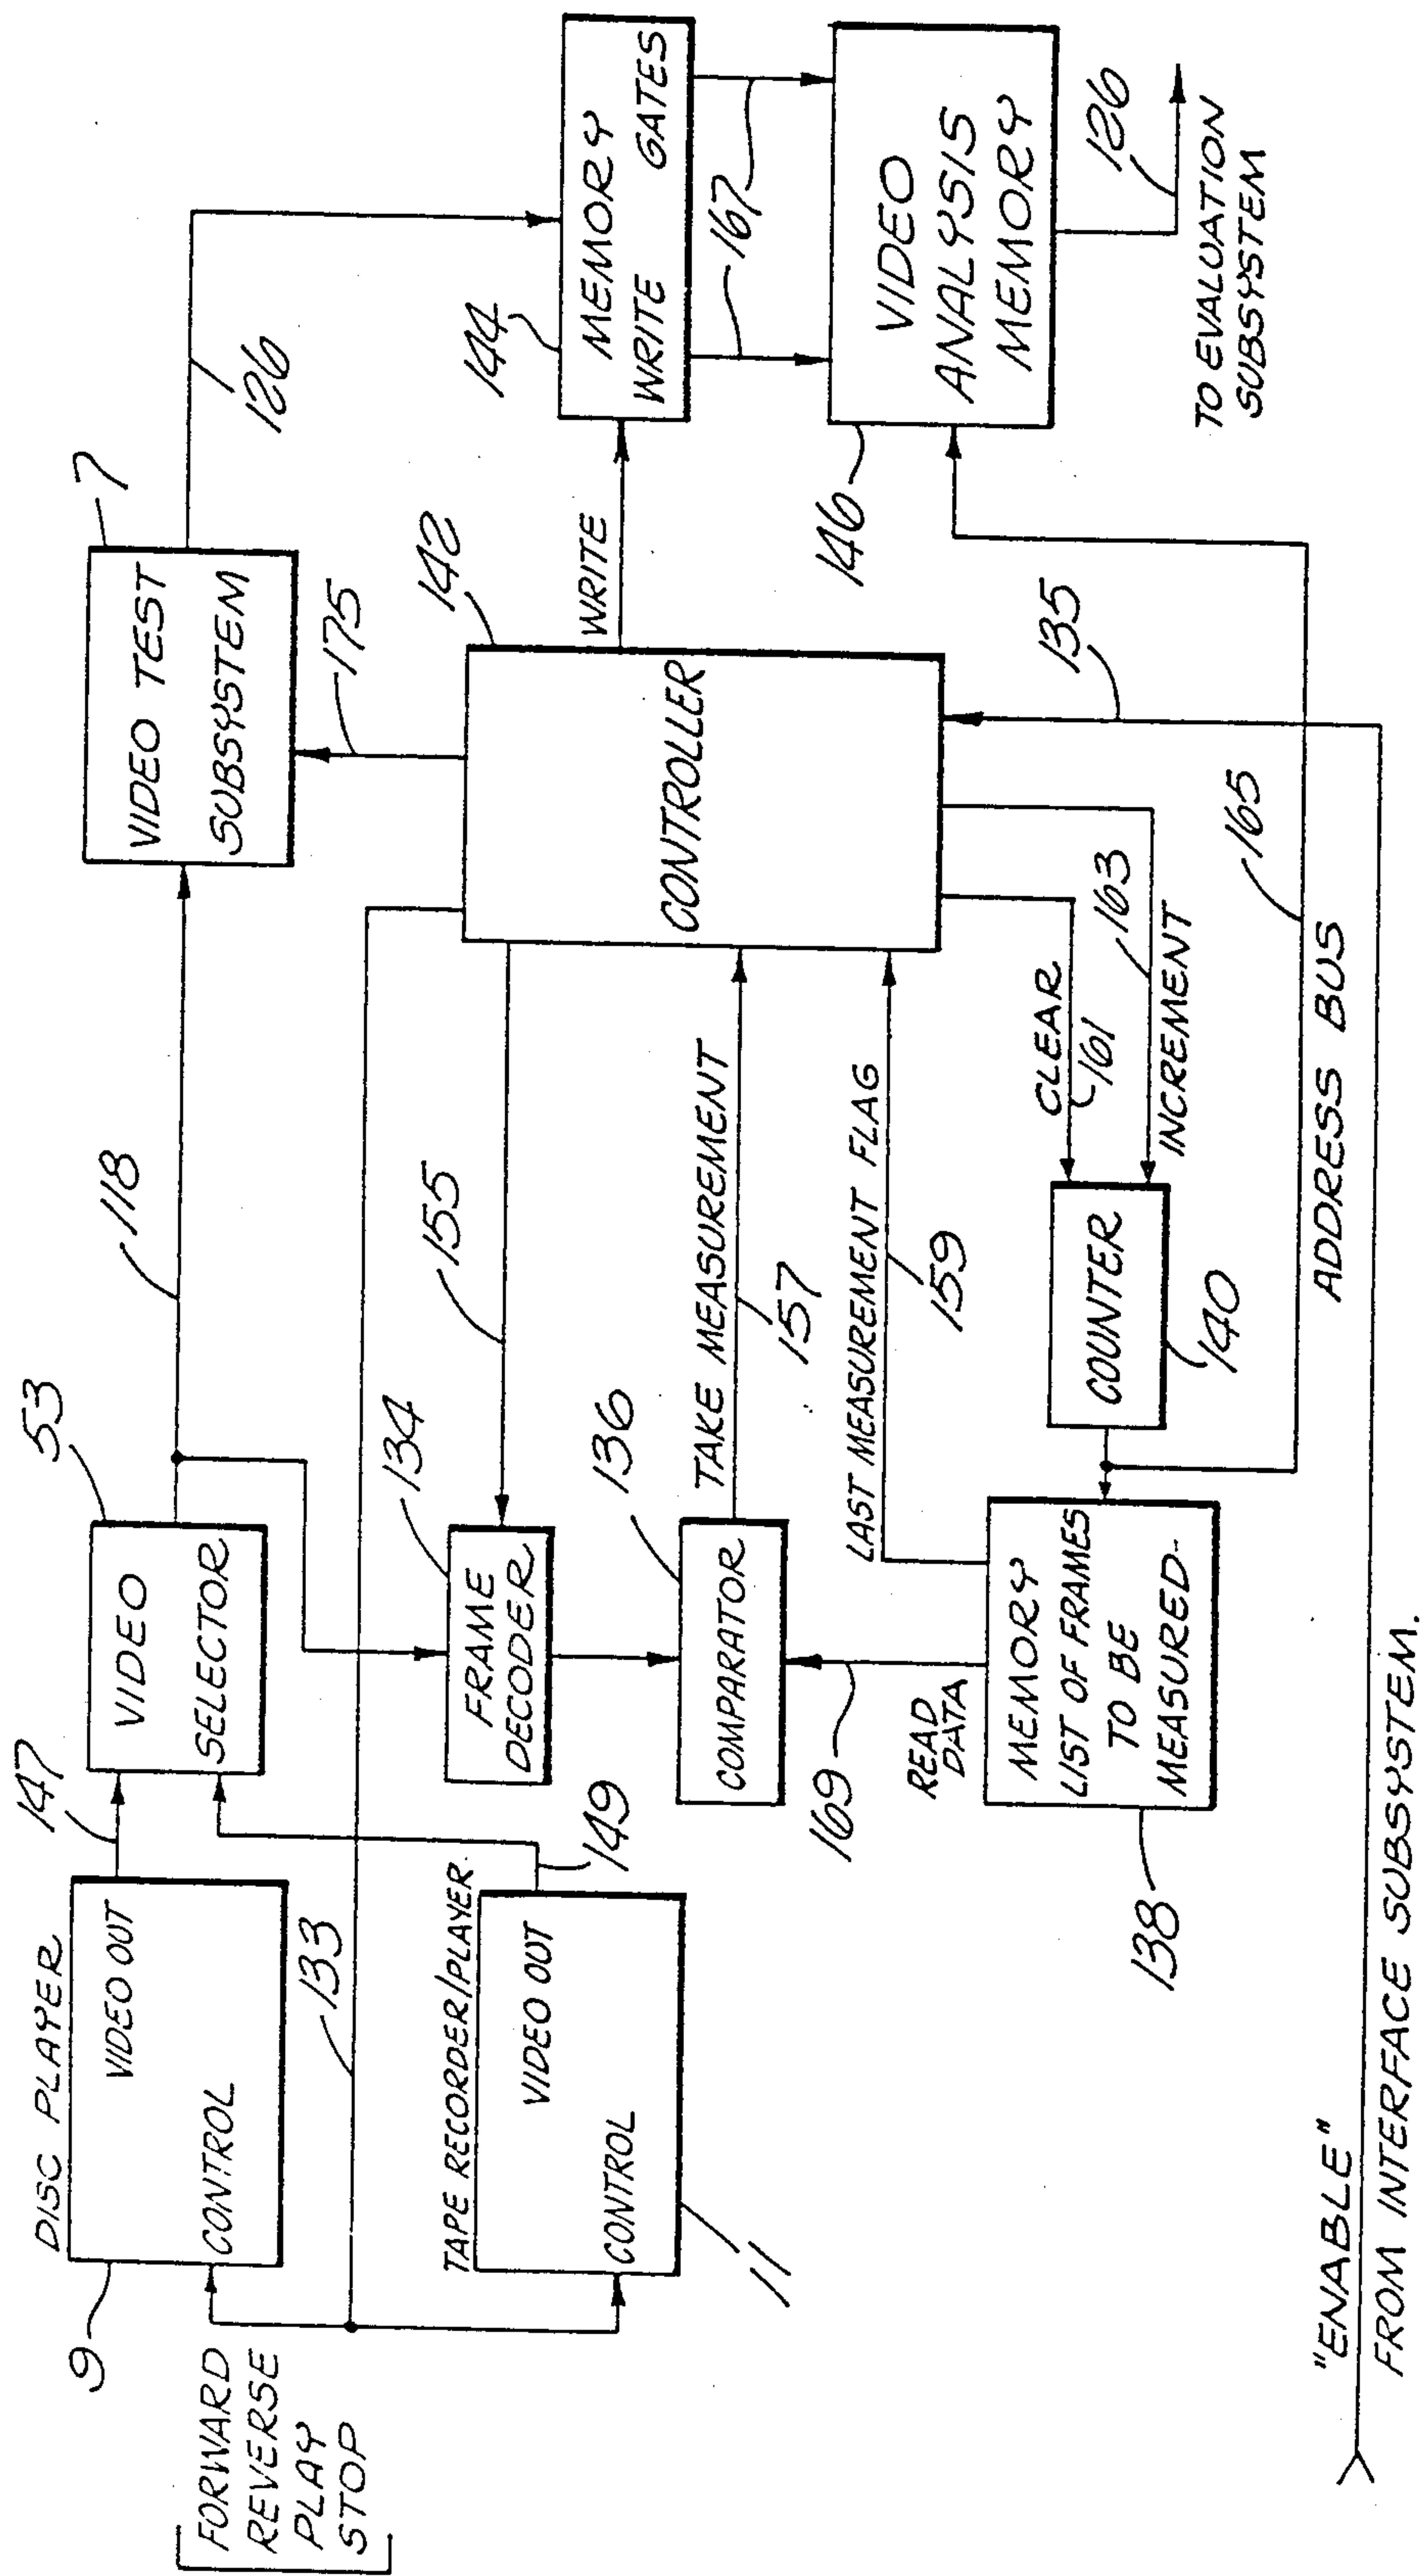 DISC PLAYER
9
VIDEO OUT
CONTROL
FORWARD
REVERSE
PLAY
STOP
133
147
TAPE RECORDER/PLAYER
VIDEO OUT
CONTROL
11
149
53
VIDEO
SELECTOR
118
VIDEO TEST
SUBSYSTEM
7
126
134
FRAME
DECODER
155
175
136
COMPARATOR
TAKE MEASUREMENT
157
142
CONTROLLER
WRITE
144
MEMORY
WRITE GATES
167
169
READ
DATA
LAST MEASUREMENT FLAG
159
138
MEMORY
LIST OF FRAMES
TO BE
MEASURED-
CLEAR
161
163
INCREMENT
COUNTER
140
146
VIDEO
ANALYSIS
MEMORY
126
TO EVALUATION
SUBSYSTEM
135
165
ADDRESS BUS
"ENABLE"
FROM INTERFACE SUBSYSTEM.